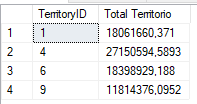 TerritoryID Total Territorio
1 1 18061660,371
2 4 27150594,5893
3 6 18398929,188
4 9 11814376,0952